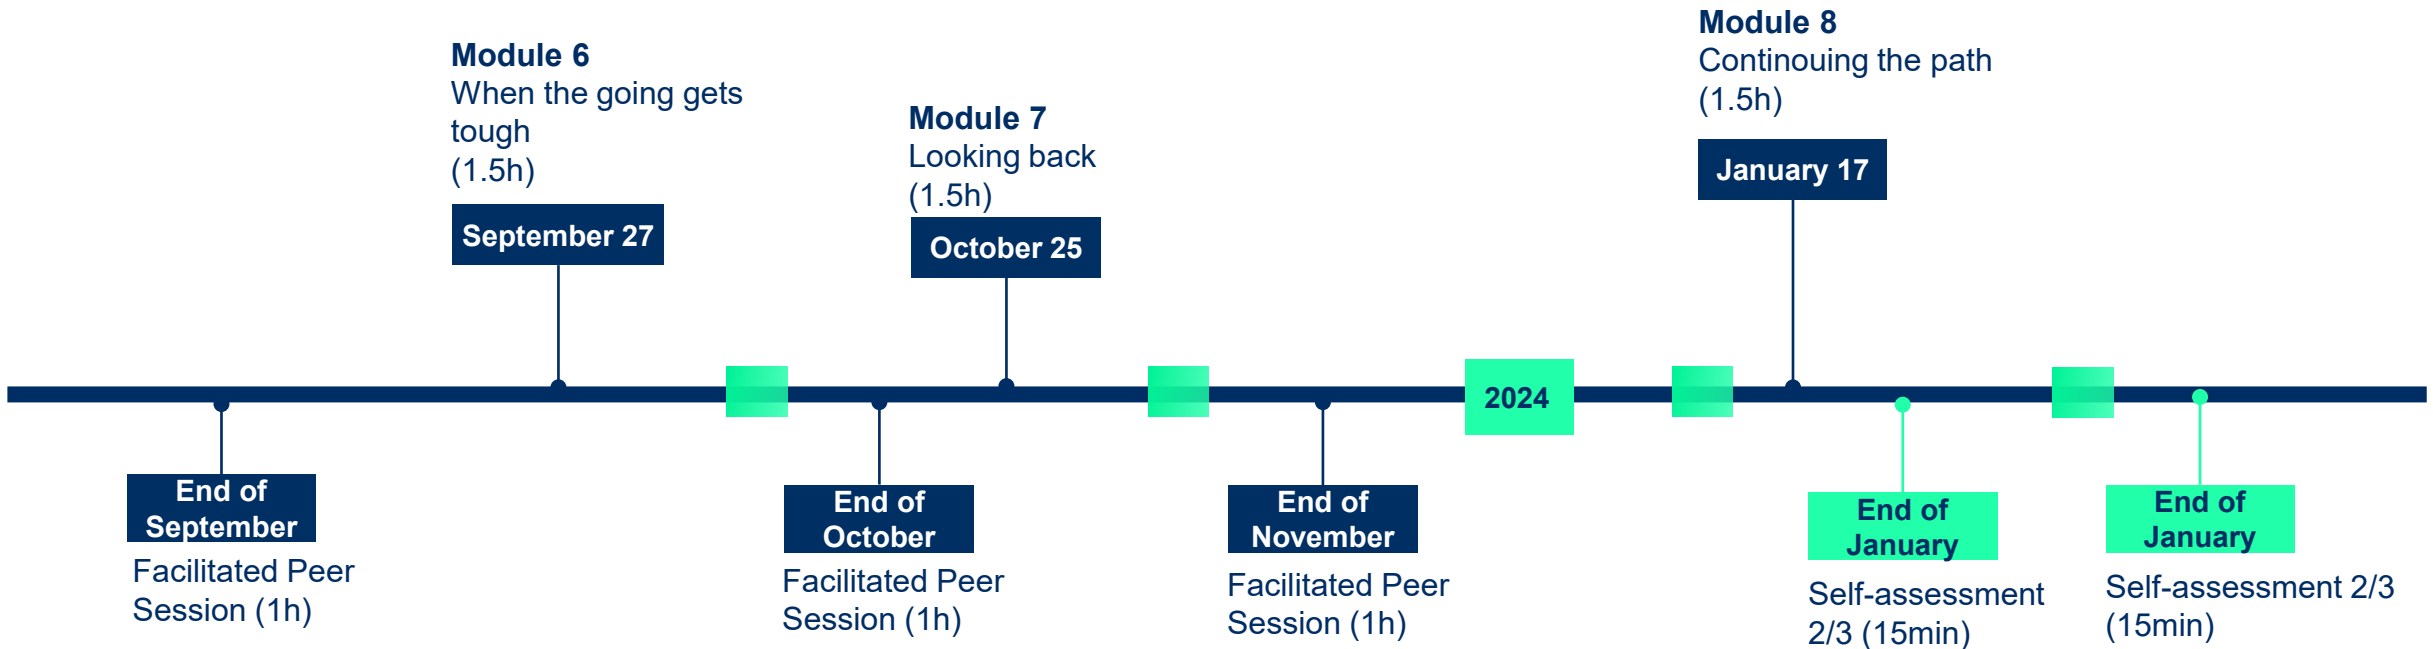 Module 6
When the going gets
tough
(1.5h)
September 27
Module 7
Looking back
(1.5h)
October 25
Module 8
Continouing the path
(1.5h)
January 17
2024
End of
September
Facilitated Peer
Session (1h)
End of
October
Facilitated Peer
Session (1h)
End of
November
Facilitated Peer
Session (1h)
End of
January
Self-assessment
2/3 (15min)
End of
January
Self-assessment 2/3
(15min)